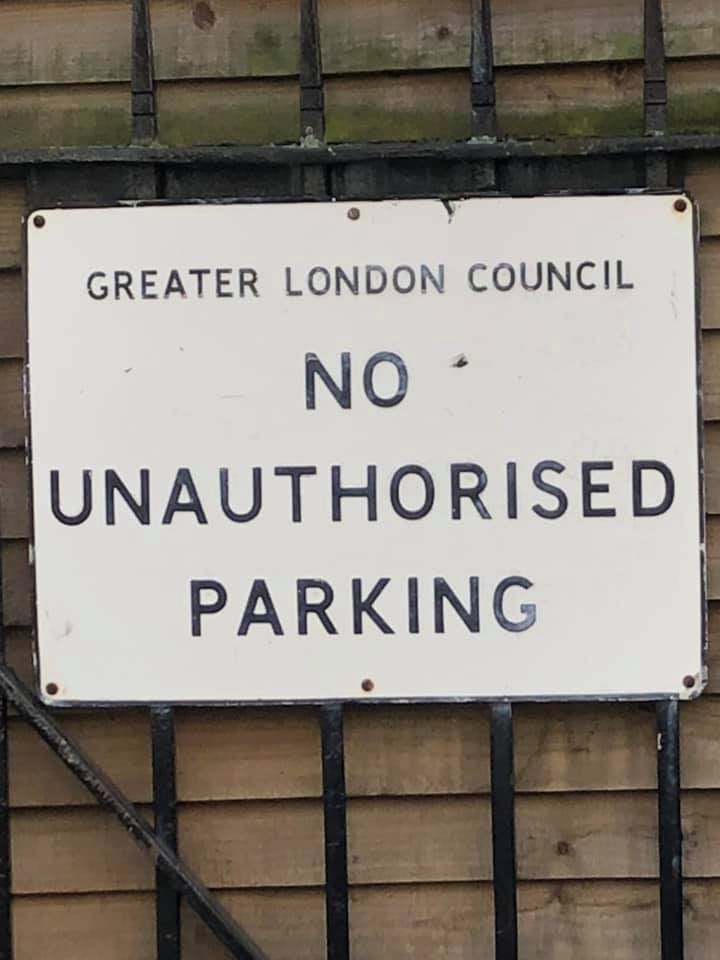 GREATER LONDON COUNCIL
NO
UNAUTHORISED
PARKING